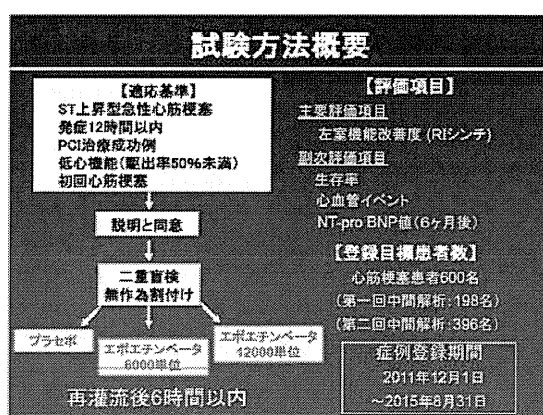 試験方法概要
【適応基準】
ST上昇型急性心筋梗塞
発症12時間以内
PCI治療成功例
低心機能(駆出率50%未満)
初回心筋梗塞
説明と同意
二重盲検
無作為割付け
プラセボ
エポエチンベータ
6000単位
エポエチンベータ
12000単位
再灌流後6時間以内
【評価項目】
主要評価項目
左室機能改善度 (RIシンチ)
副次評価項目
生存率
心血管イベント
NT-pro BNP値(6ヶ月後)
【登録目標患者数】
心筋梗塞患者600名
(第一回中間解析:198名)
(第二回中間解析:396名)
症例登録期間
2011年12月1日
~2015年8月31日